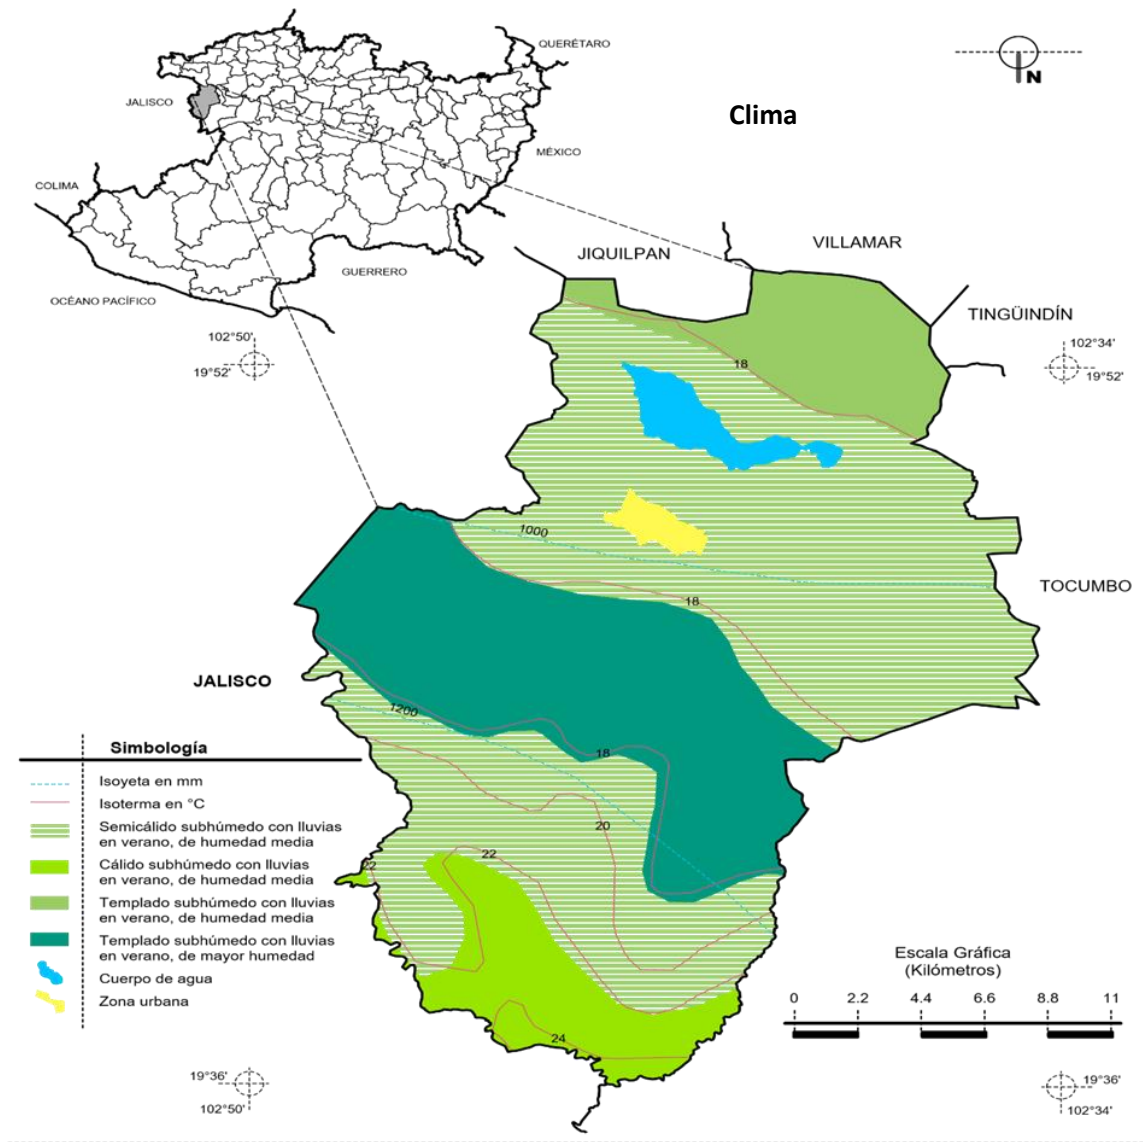 QUERÉTARO
JALISCO
Clima
MÉXICO
COLIMA
GUERRERO
OCÉANO PACÍFICO
N
JIQUILPAN
VILLAMAR
TINGÜINDÍN
102°50'
19°52'
102°34'
19°52'
18
1000
18
TOCUMBO
JALISCO
1200
18
20
22
22
24
Simbología
Isoyeta en mm
Isoterma en °C
Semicálido subhúmedo con lluvias
en verano, de humedad media
Cálido subhúmedo con lluvias
en verano, de humedad media
Templado subhúmedo con lluvias
en verano, de humedad media
Templado subhúmedo con lluvias
en verano, de mayor humedad
Cuerpo de agua
Zona urbana
Escala Gráfica
(Kilómetros)
0 2.2 4.4 6.6 8.8 11
19°36'
102°50'
19°36'
102°34'